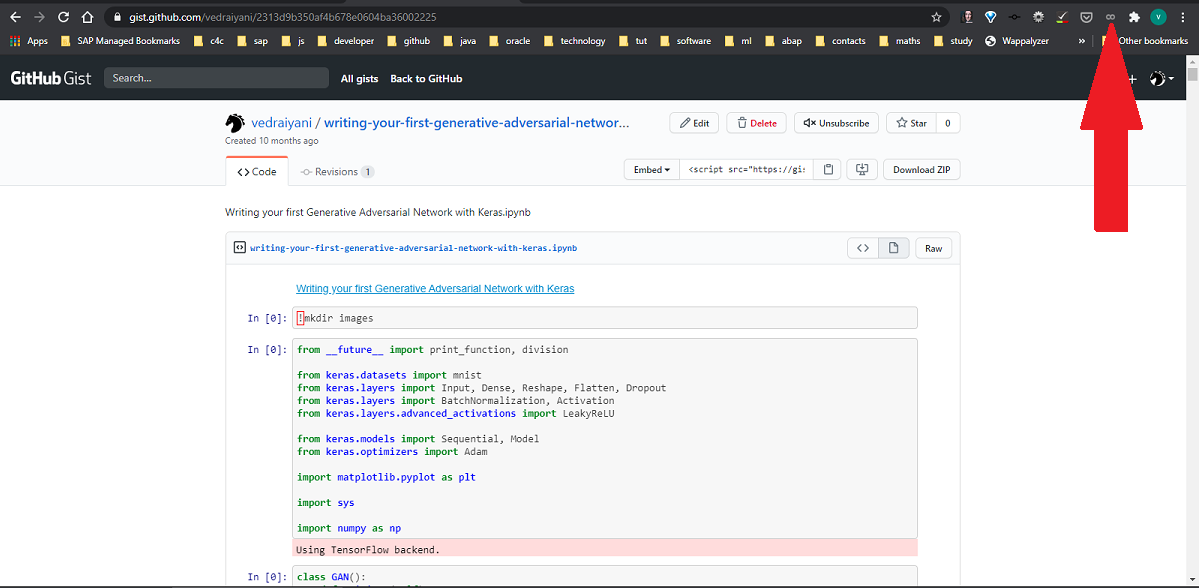 gist.github.com/vedraiyani/2313d9b350af4b678e0604ba36002225
V
Apps SAP Managed Bookmarks c4c sap js developer github java oracle technology tut software ml abap contacts maths study Wappalyzer » Other bookmarks
GitHub Gist Search... All gists Back to GitHub +
vedraiyani / writing-your-first-generative-adversarial-networ... Edit Delete Unsubscribe Star 0
Created 10 months ago
<> Code Revisions 1 Embed <script src="https://gis Download ZIP
Writing your first Generative Adversarial Network with Keras.ipynb
writing-your-first-generative-adversarial-network-with-keras.ipynb <> Raw
Writing your first Generative Adversarial Network with Keras
In [0]: !mkdir images
In [0]: from __future__ import print_function, division
from keras.datasets import mnist
from keras.layers import Input, Dense, Reshape, Flatten, Dropout
from keras.layers import BatchNormalization, Activation
from keras.layers.advanced_activations import LeakyReLU
from keras.models import Sequential, Model
from keras.optimizers import Adam
import matplotlib.pyplot as plt
import sys
import numpy as np
Using TensorFlow backend.
In [0]: class GAN():